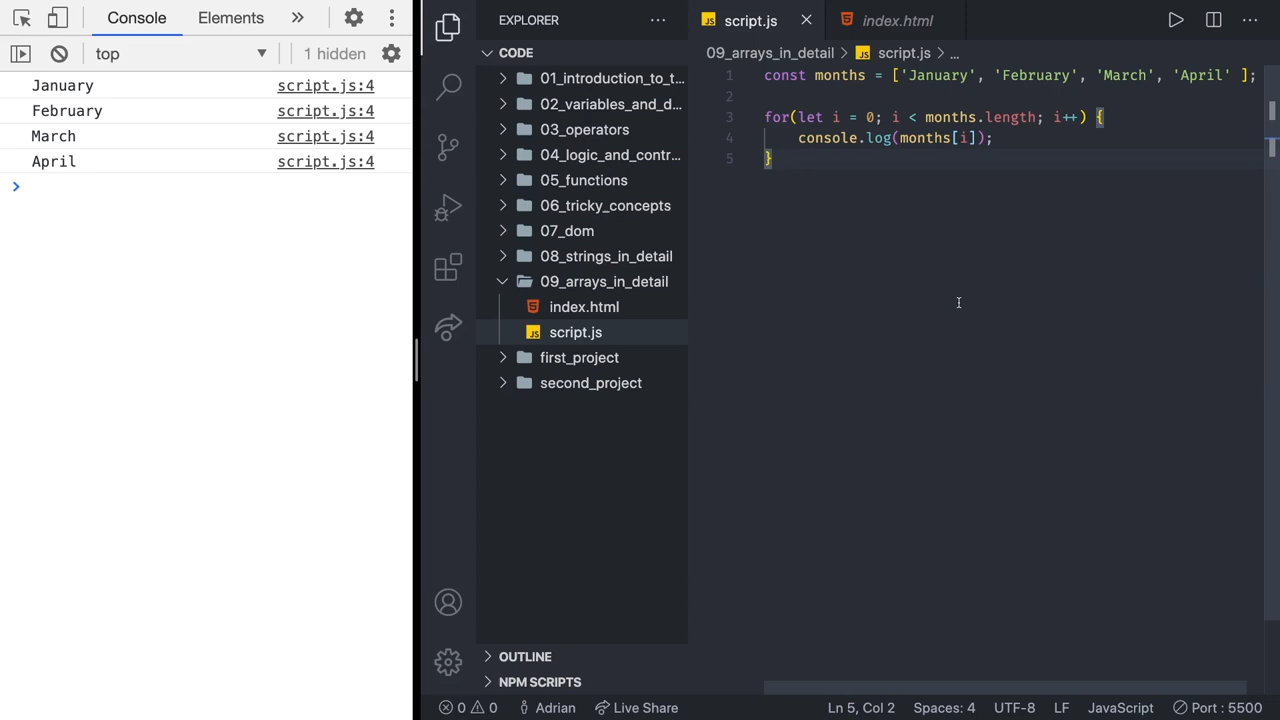 Console Elements
top 1 hidden
January script.js:4
February script.js:4
March script.js:4
April script.js:4
EXPLORER
CODE
01_introduction_to_t...
02_variables_and_d...
03_operators
04_logic_and_contr...
05_functions
06_tricky_concepts
07_dom
08_strings_in_detail
09_arrays_in_detail
index.html
JS script.js
first_project
second_project
OUTLINE
NPM SCRIPTS
JS script.js index.html
09_arrays_in_detail > JS script.js > ...
1 const months = ['January', 'February', 'March', 'April' ];
2
3 for(let i = 0; i < months.length; i++) {
4 console.log(months[i]);
5 }
0 0 Adrian Live Share Ln 5, Col 2 Spaces: 4 UTF-8 LF JavaScript Port : 5500